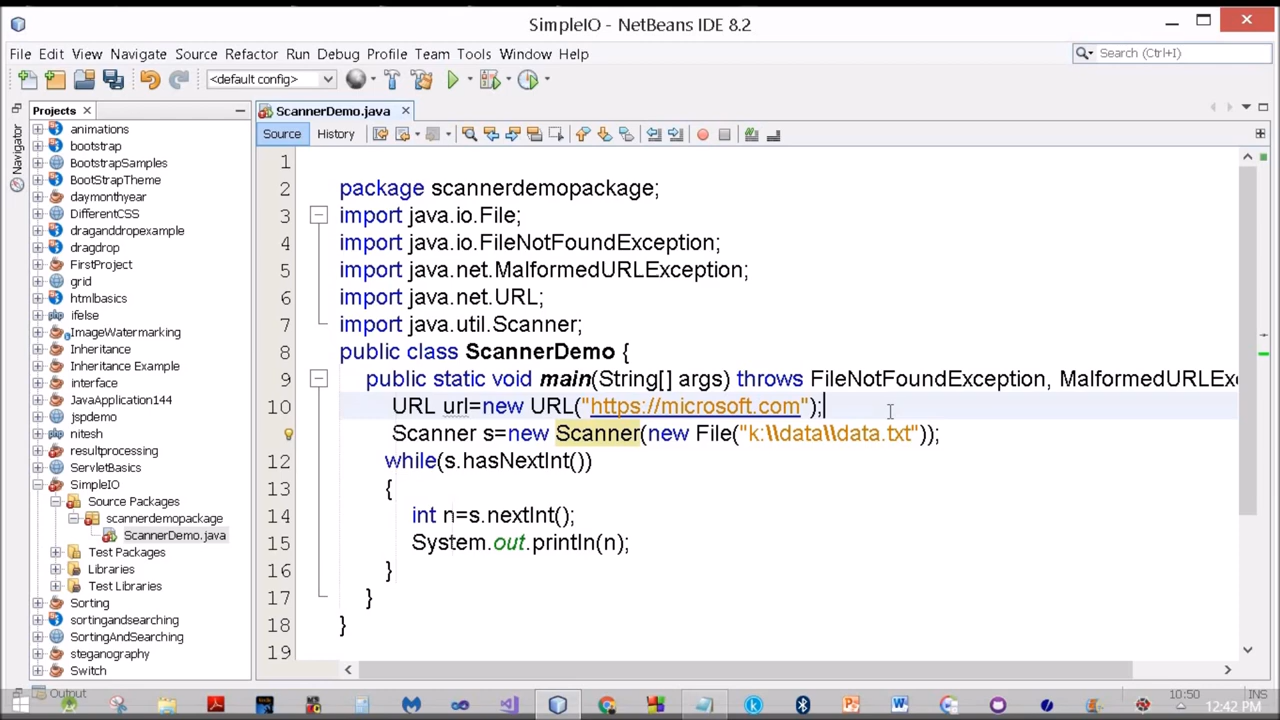 SimpleIO - NetBeans IDE 8.2
File Edit View Navigate Source Refactor Run Debug Profile Team Tools Window Help
Search (Ctrl+I)
<default config>
Projects
ScannerDemo.java
Source History
Navigator
animations
bootstrap
BootstrapSamples
BootStrapTheme
daymonthyear
DifferentCSS
draganddropexample
dragdrop
FirstProject
grid
htmlbasics
ifelse
ImageWatermarking
Inheritance
Inheritance Example
interface
JavaApplication144
jspdemo
nitesh
resultprocessing
ServletBasics
SimpleIO
Source Packages
scannerdemopackage
ScannerDemo.java
Test Packages
Libraries
Test Libraries
Sorting
sortingandsearching
SortingAndSearching
steganography
Switch
1
2 package scannerdemopackage;
3 import java.io.File;
4 import java.io.FileNotFoundException;
5 import java.net.MalformedURLException;
6 import java.net.URL;
7 import java.util.Scanner;
8 public class ScannerDemo {
9 public static void main(String[] args) throws FileNotFoundException, MalformedURLEx
10 URL url=new URL("https://microsoft.com");
Scanner s=new Scanner(new File("k:\\data\\data.txt"));
12 while(s.hasNextInt())
13 {
14 int n=s.nextInt();
15 System.out.println(n);
16 }
17 }
18 }
19
Output
10:50 INS
12:42 PM